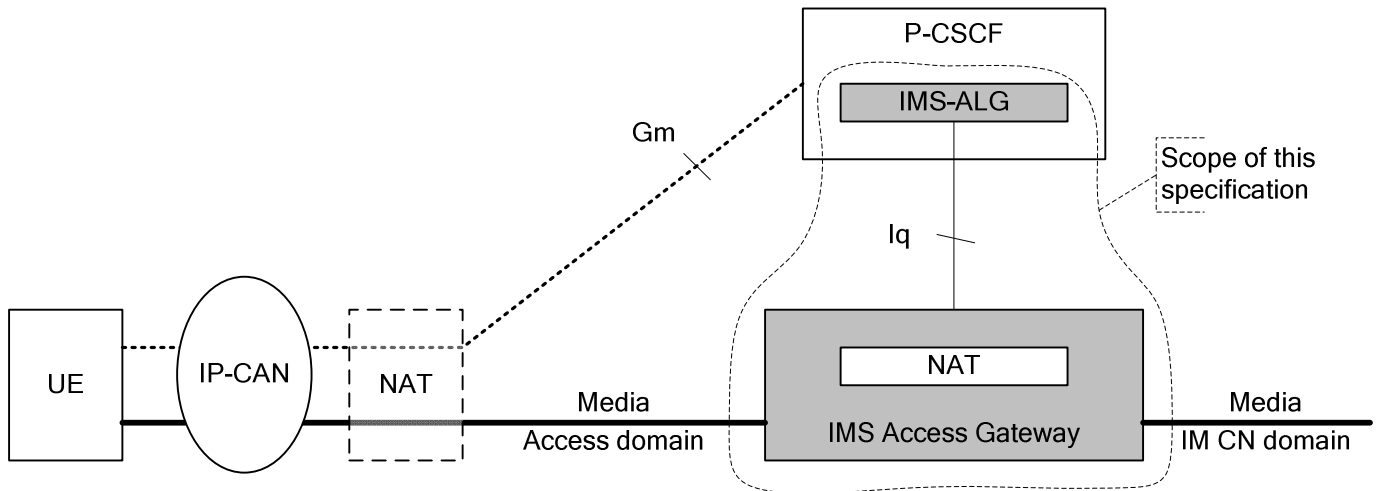 P-CSCF
IMS-ALG
Gm
Scope of this
specification
Iq
UE
IP-CAN
NAT
NAT
Media
Access domain
IMS Access Gateway
Media
IM CN domain